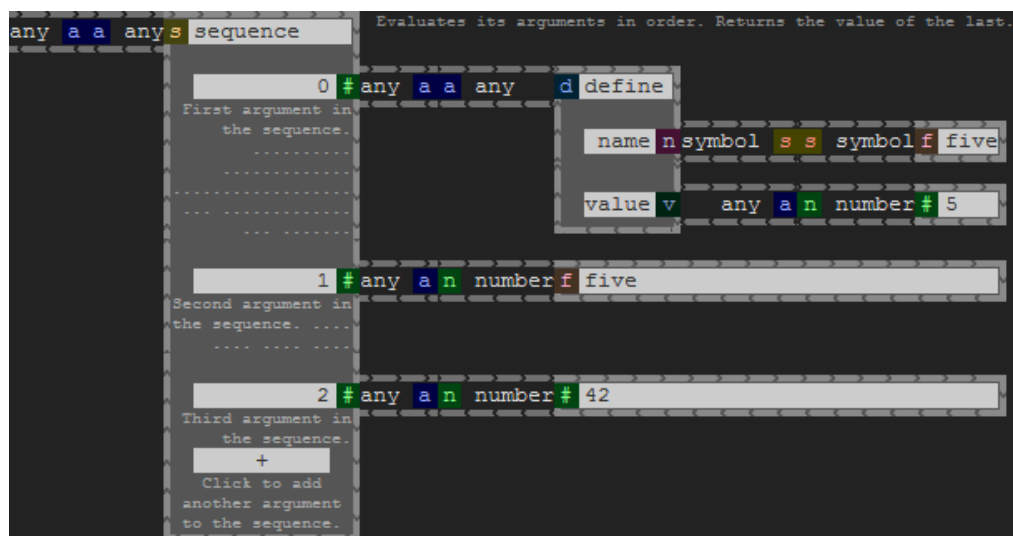 Evaluates its arguments in order. Returns the value of the last.
any a a any s sequence
0 # any a a any d define
First argument in
the sequence.
name n symbol s s symbol f five
value v any a n number # 5
1 # any a n number f five
Second argument in
the sequence. ....
2 # any a n number # 42
Third argument in
the sequence.
+
Click to add
another argument
to the sequence.